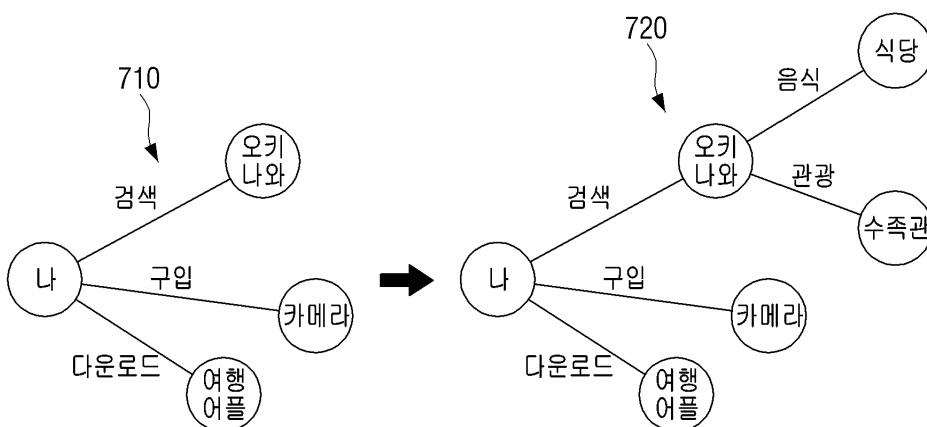 710
오키
나와
검색
나
구입
카메라
다운로드
여행
어플
720
식당
음식
오키
나와
관광
수족관
검색
나
구입
카메라
다운로드
여행
어플